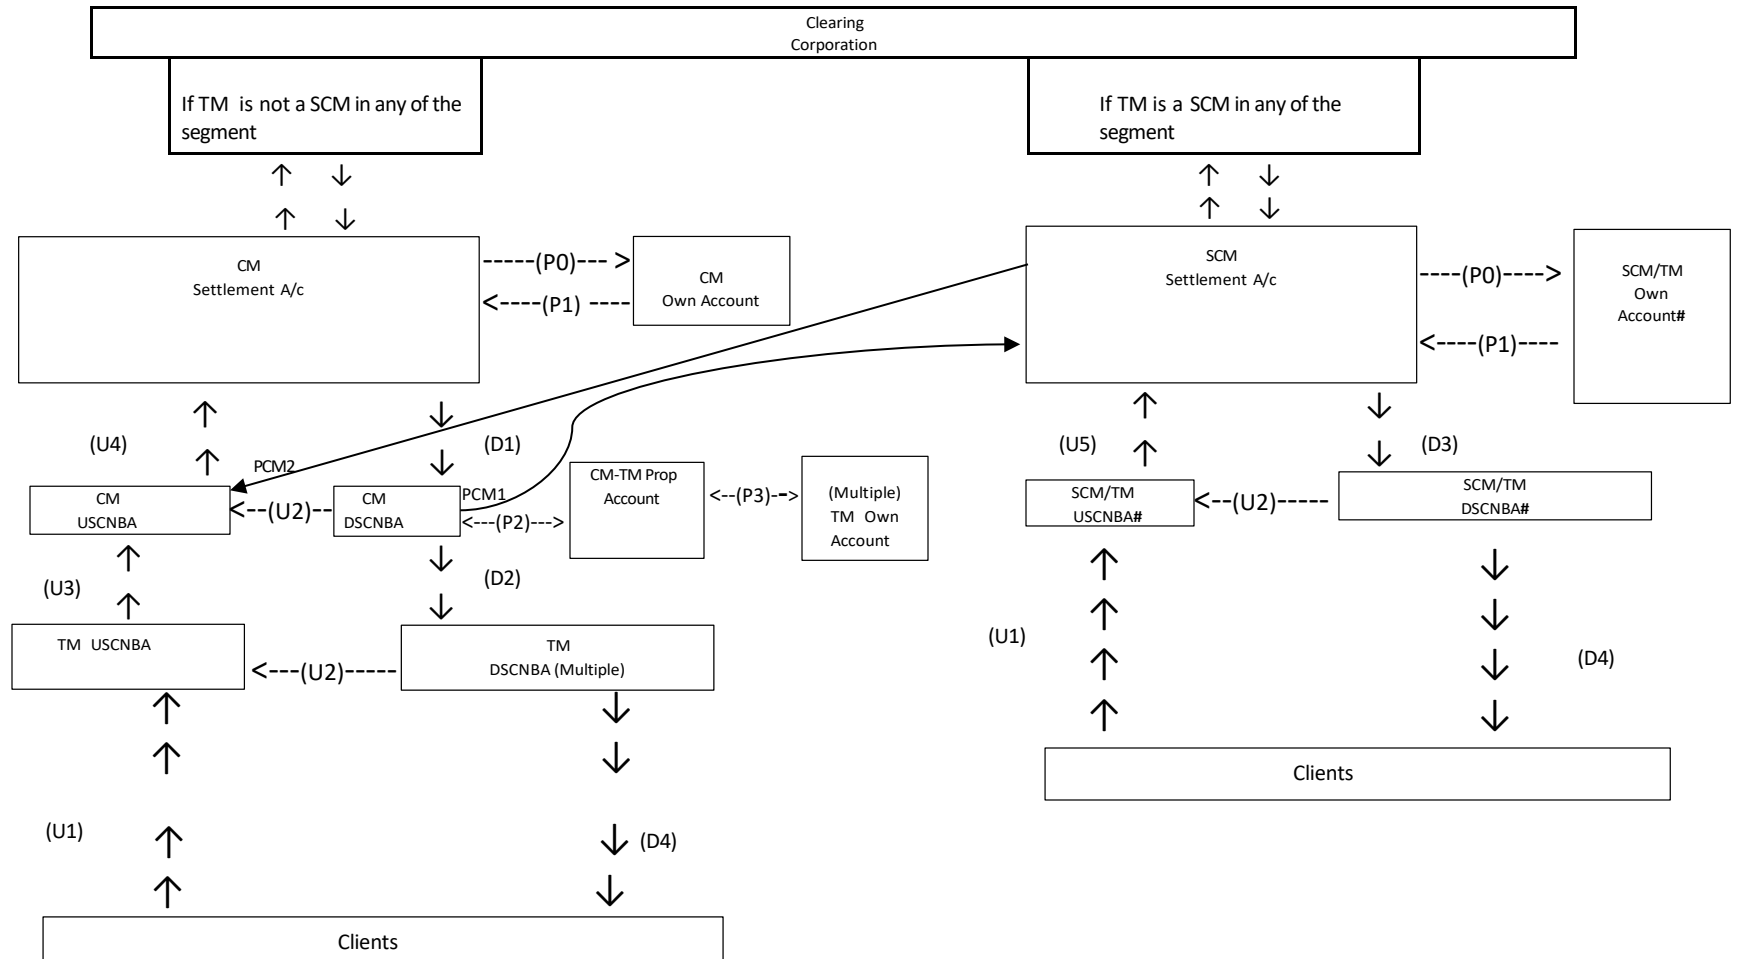 Clearing
Corporation
If TM is not a SCM in any of the
segment
If TM is a SCM in any of the
segment
CM
Settlement A/c
-----(P0)--- >
<----(P1) ----
CM
Own Account
SCM
Settlement A/c
----(P0)---->
<----(P1)----
SCM/TM
Own
Account#
(U4)
(D1)
PCM2
CM
USCNBA
<--(U2)--
CM
DSCNBA
PCM1
<---(P2)--->
CM-TM Prop
Account
<--(P3)-->
(Multiple)
TM Own
Account
(U5)
(D3)
SCM/TM
USCNBA#
<---(U2)-----
SCM/TM
DSCNBA#
(U3)
(D2)
TM USCNBA
<---(U2)-----
TM
DSCNBA (Multiple)
(U1)
(D4)
Clients
(U1)
(D4)
Clients